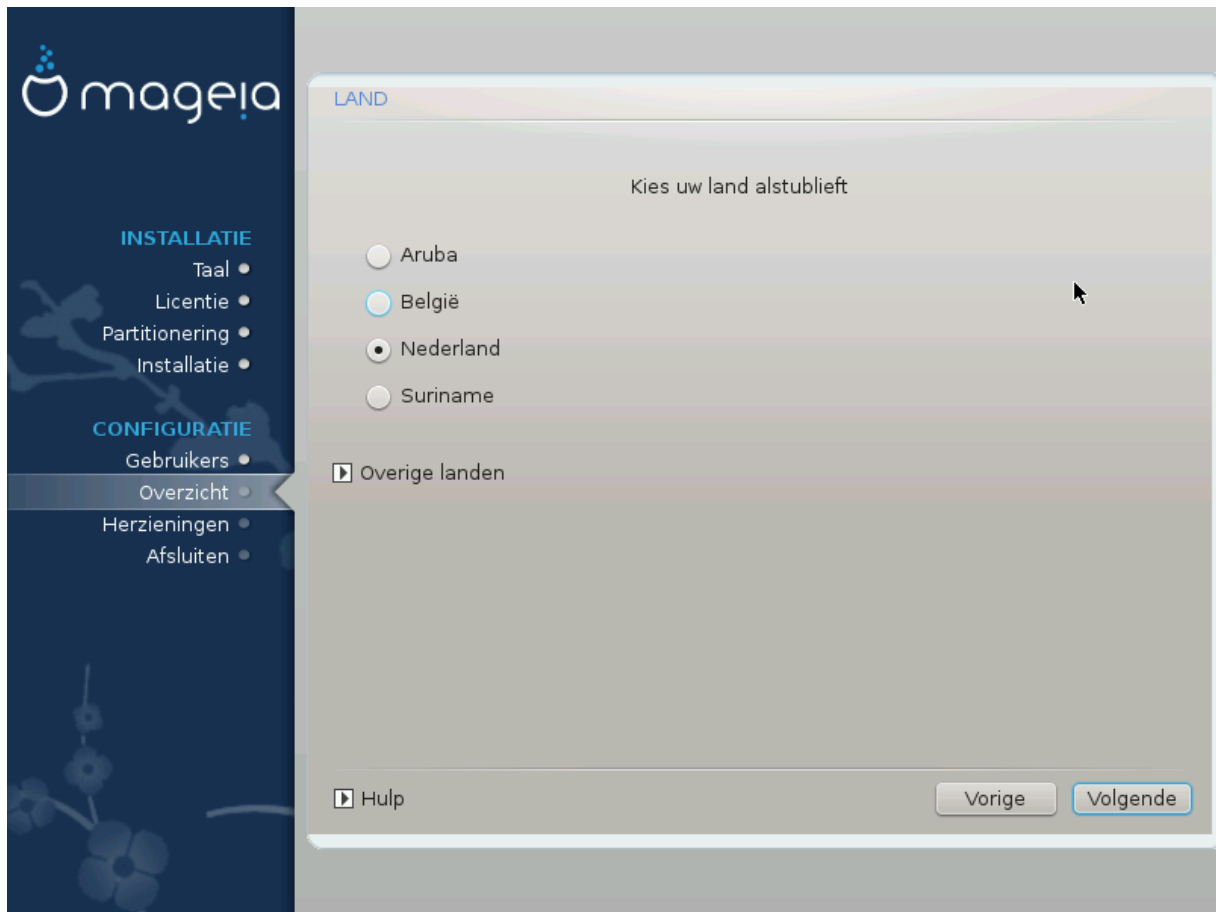 mageia
INSTALLATIE
Taal
Licentie
Partitionering
Installatie
CONFIGURATIE
Gebruikers
Overzicht
Herzieningen
Afsluiten
LAND
Kies uw land alstublieft
Aruba
België
Nederland
Suriname
Overige landen
Hulp
Vorige
Volgende